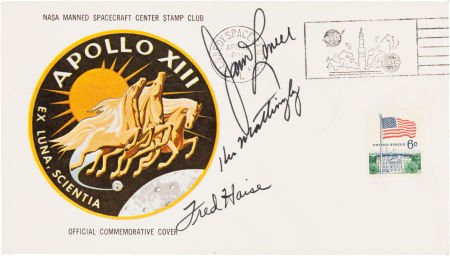 NASA MANNED SPACECRAFT CENTER STAMP CLUB
APOLLO XIII
EX LUNA, SCIENTIA
OFFICIAL COMMEMORATIVE COVER
James Lovell
Ken Mattingly
Fred Haise
UNITED STATES
6c